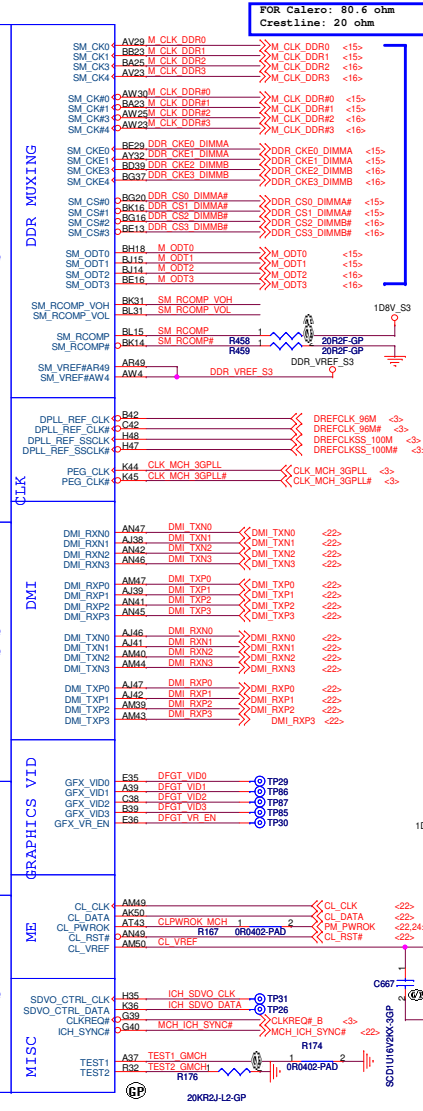 FOR Calero: 80.6 ohm
Crestline: 20 ohm
DDR MUXING
SM_CK0 AV29 M_CLK_DDR0 M_CLK_DDR0 <15>
SM_CK1 BB23 M_CLK_DDR1 M_CLK_DDR1 <15>
SM_CK3 BA25 M_CLK_DDR2 M_CLK_DDR2 <16>
SM_CK4 AV23 M_CLK_DDR3 M_CLK_DDR3 <16>
SM_CK#0 AW30 M_CLK_DDR#0 M_CLK_DDR#0 <15>
SM_CK#1 BA23 M_CLK_DDR#1 M_CLK_DDR#1 <15>
SM_CK#3 AW25 M_CLK_DDR#2 M_CLK_DDR#2 <16>
SM_CK#4 AW23 M_CLK_DDR#3 M_CLK_DDR#3 <16>
SM_CKE0 BE29 DDR_CKE0_DIMMA DDR_CKE0_DIMMA <15>
SM_CKE1 AY32 DDR_CKE1_DIMMA DDR_CKE1_DIMMA <15>
SM_CKE3 BD39 DDR_CKE2_DIMMB DDR_CKE2_DIMMB <16>
SM_CKE4 BG37 DDR_CKE3_DIMMB DDR_CKE3_DIMMB <16>
SM_CS#0 BG20 DDR_CS0_DIMMA# DDR_CS0_DIMMA# <15>
SM_CS#1 BK16 DDR_CS1_DIMMA# DDR_CS1_DIMMA# <15>
SM_CS#2 BG16 DDR_CS2_DIMMB# DDR_CS2_DIMMB# <16>
SM_CS#3 BE13 DDR_CS3_DIMMB# DDR_CS3_DIMMB# <16>
SM_ODT0 BH18 M_ODT0 M_ODT0 <15>
SM_ODT1 BJ15 M_ODT1 M_ODT1 <15>
SM_ODT2 BJ14 M_ODT2 M_ODT2 <16>
SM_ODT3 BE16 M_ODT3 M_ODT3 <16>
SM_RCOMP_VOH BK31 SM_RCOMP_VOH 1D8V_S3
SM_RCOMP_VOL BL31 SM_RCOMP_VOL
SM_RCOMP BL15 SM_RCOMP 1 R458 20R2F-GP
SM_RCOMP# BK14 SM_RCOMP# 1 R459 20R2F-GP
SM_VREF#AR49 AR49 DDR_VREF_S3
SM_VREF#AW4 AW4 DDR_VREF_S3
CLK
DPLL_REF_CLK B42 DREFCLK_96M <3>
DPLL_REF_CLK# C42 DREFCLK_96M# <3>
DPLL_REF_SSCLK H48 DREFCLKSS_100M <3>
DPLL_REF_SSCLK# H47 DREFCLKSS_100M# <3>
PEG_CLK K44 CLK_MCH_3GPLL CLK_MCH_3GPLL <3>
PEG_CLK# K45 CLK_MCH_3GPLL# CLK_MCH_3GPLL# <3>
DMI
DMI_RXN0 AN47 DMI_TXN0 DMI_TXN0 <22>
DMI_RXN1 AJ38 DMI_TXN1 DMI_TXN1 <22>
DMI_RXN2 AN42 DMI_TXN2 DMI_TXN2 <22>
DMI_RXN3 AN46 DMI_TXN3 DMI_TXN3 <22>
DMI_RXP0 AM47 DMI_TXP0 DMI_TXP0 <22>
DMI_RXP1 AJ39 DMI_TXP1 DMI_TXP1 <22>
DMI_RXP2 AN41 DMI_TXP2 DMI_TXP2 <22>
DMI_RXP3 AN45 DMI_TXP3 DMI_TXP3 <22>
DMI_TXN0 AJ46 DMI_RXN0 DMI_RXN0 <22>
DMI_TXN1 AJ41 DMI_RXN1 DMI_RXN1 <22>
DMI_TXN2 AM40 DMI_RXN2 DMI_RXN2 <22>
DMI_TXN3 AM44 DMI_RXN3 DMI_RXN3 <22>
DMI_TXP0 AJ47 DMI_RXP0 DMI_RXP0 <22>
DMI_TXP1 AJ42 DMI_RXP1 DMI_RXP1 <22>
DMI_TXP2 AM39 DMI_RXP2 DMI_RXP2 <22>
DMI_TXP3 AM43 DMI_RXP3 DMI_RXP3 <22>
GRAPHICS VID
GFX_VID0 E35 DFGT_VID0 TP29
GFX_VID1 A39 DFGT_VID1 TP86
GFX_VID2 C38 DFGT_VID2 TP87
GFX_VID3 B39 DFGT_VID3 TP85
GFX_VR_EN E36 DFGT_VR_EN TP30
1D
ME
CL_CLK AM49 CL_CLK <22>
CL_DATA AK50 CL_DATA <22>
CL_PWROK AT43 CLPWROK_MCH 1 R167 0R0402-PAD 2 PM_PWROK <22,24
CL_RST# AN49 CL_RST# <22>
CL_VREF AM50 CL_VREF
1 C667 2
SCD1U16V2KX-3GP
MISC
SDVO_CTRL_CLK H35 ICH_SDVO_CLK TP31
SDVO_CTRL_DATA K36 ICH_SDVO_DATA TP26
CLKREQ# G39 CLKREQ#_B <3>
ICH_SYNC# G40 MCH_ICH_SYNC# MCH_ICH_SYNC# <22>
TEST1 A37 TEST1_GMCH 1 R174 0R0402-PAD 2
TEST2 R32 TEST2_GMCH R176
GP 20KR2J-L2-GP